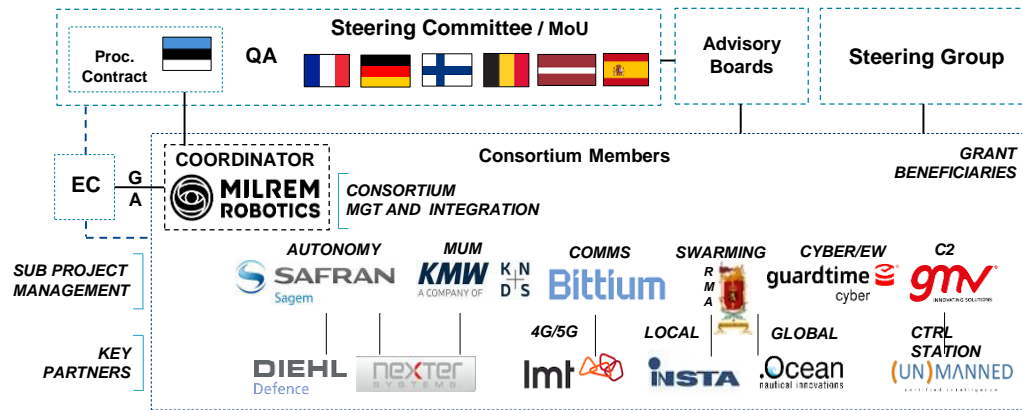 Steering Committee / MoU
Proc.
Contract
QA
Advisory
Boards
Steering Group
EC
G
A
COORDINATOR
MILREM
ROBOTICS
Consortium Members
GRANT
BENEFICIARIES
CONSORTIUM
MGT AND INTEGRATION
SUB PROJECT
MANAGEMENT
AUTONOMY
SAFRAN
Sagem
MUM
KMW
A COMPANY OF
K N
D S
COMMS
Bittium
SWARMING
R
M
A
CYBER/EW
guardtime
cyber
C2
gmv
INNOVATING SOLUTIONS
KEY
PARTNERS
DIEHL
Defence
nexter
SYSTEMS
4G/5G
lmt
LOCAL
INSTA
GLOBAL
.Ocean
nautical innovations
CTRL
STATION
(UN)MANNED
certified intelligence